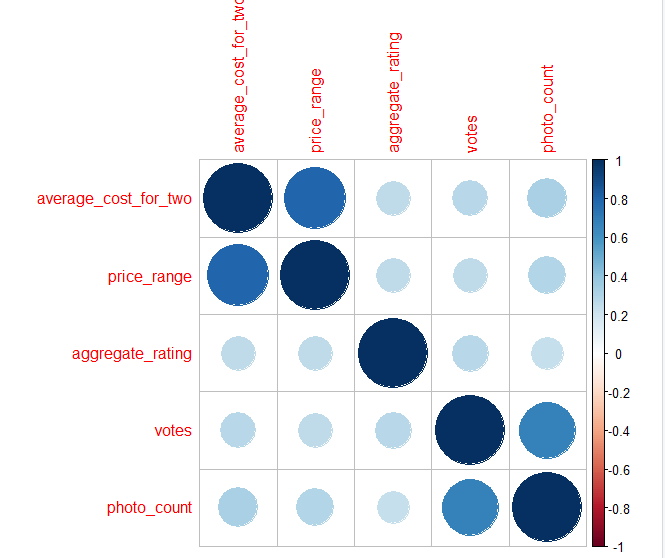 average_cost_for_two
price_range
aggregate_rating
votes
photo_count
average_cost_for_two
price_range
aggregate_rating
votes
photo_count
1
0.8
0.6
0.4
0.2
0
-0.2
-0.4
-0.6
-0.8
-1